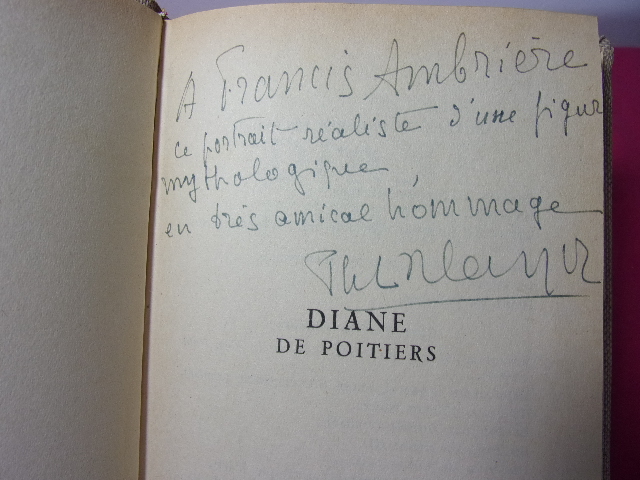 A Francis Ambrière
ce portrait réaliste d'une figur
mythologique,
en très amical hommage
DIANE
DE POITIERS